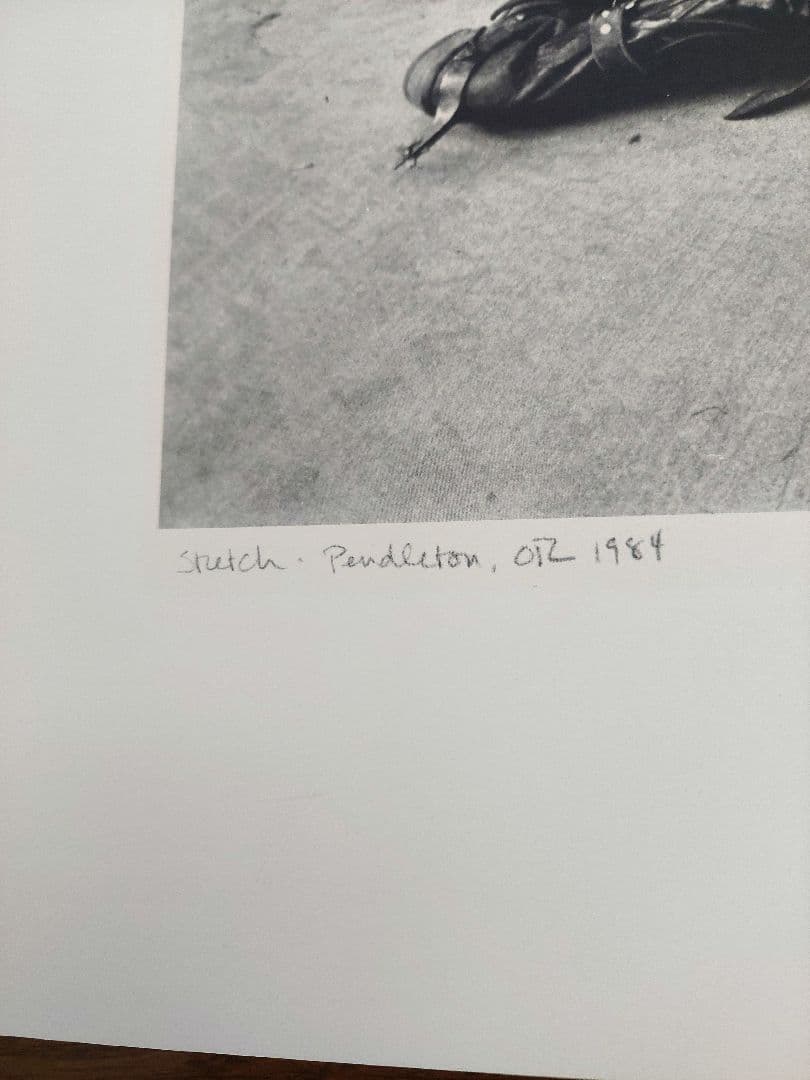 Stretch - Pendleton, OR 1984